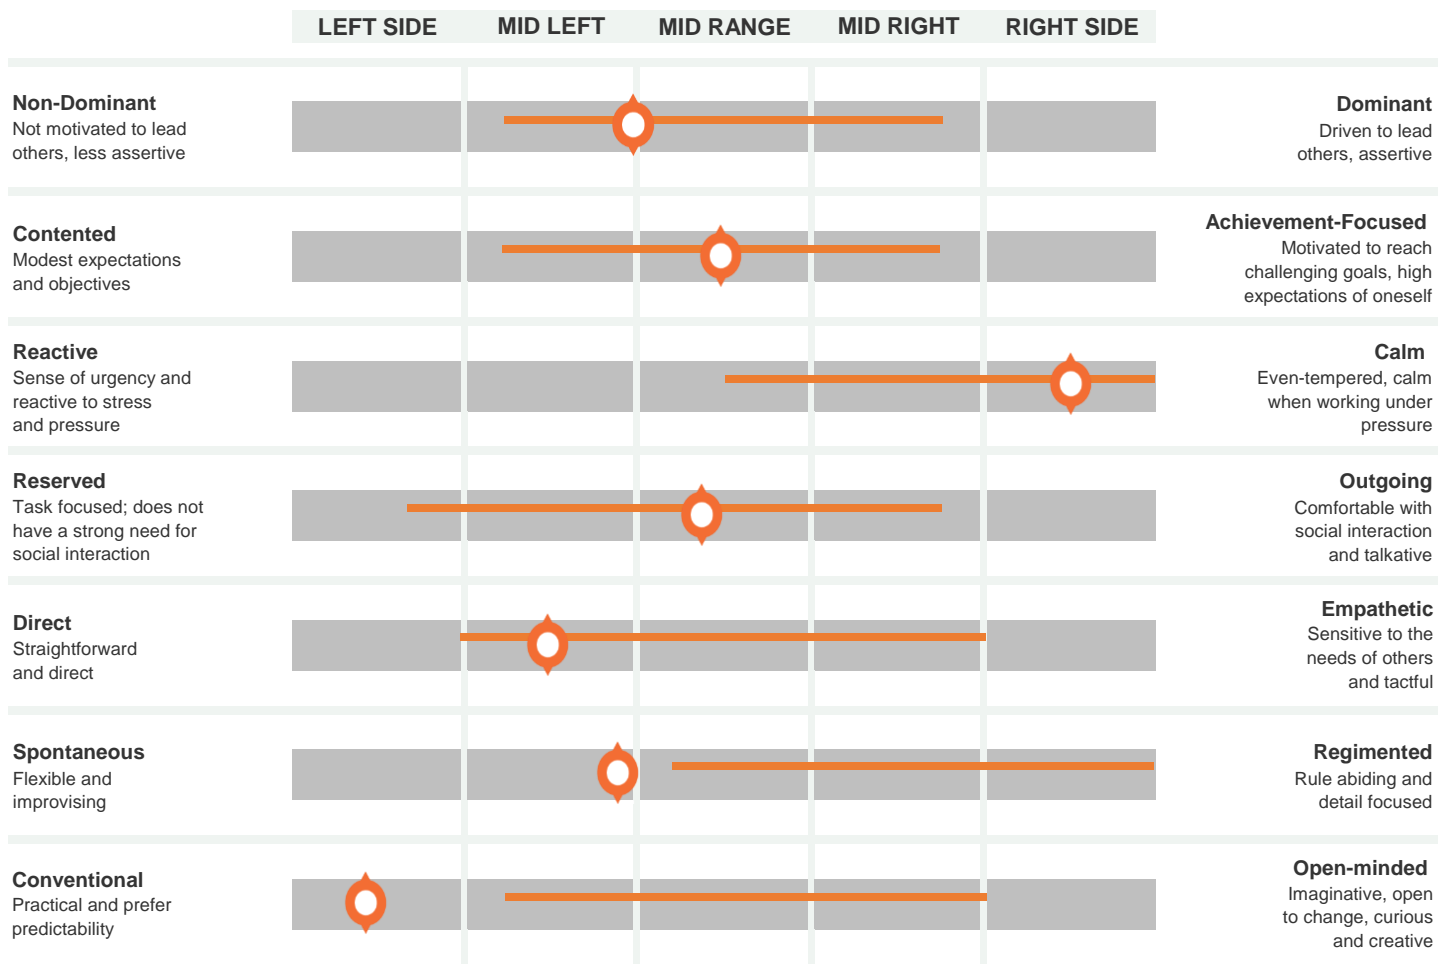 LEFT SIDE MID LEFT MID RANGE MID RIGHT RIGHT SIDE
Non-Dominant
Not motivated to lead
others, less assertive
Dominant
Driven to lead
others, assertive
Contented
Modest expectations
and objectives
Achievement-Focused
Motivated to reach
challenging goals, high
expectations of oneself
Reactive
Sense of urgency and
reactive to stress
and pressure
Calm
Even-tempered, calm
when working under
pressure
Reserved
Task focused; does not
have a strong need for
social interaction
Outgoing
Comfortable with
social interaction
and talkative
Direct
Straightforward
and direct
Empathetic
Sensitive to the
needs of others
and tactful
Spontaneous
Flexible and
improvising
Regimented
Rule abiding and
detail focused
Conventional
Practical and prefer
predictability
Open-minded
Imaginative, open
to change, curious
and creative